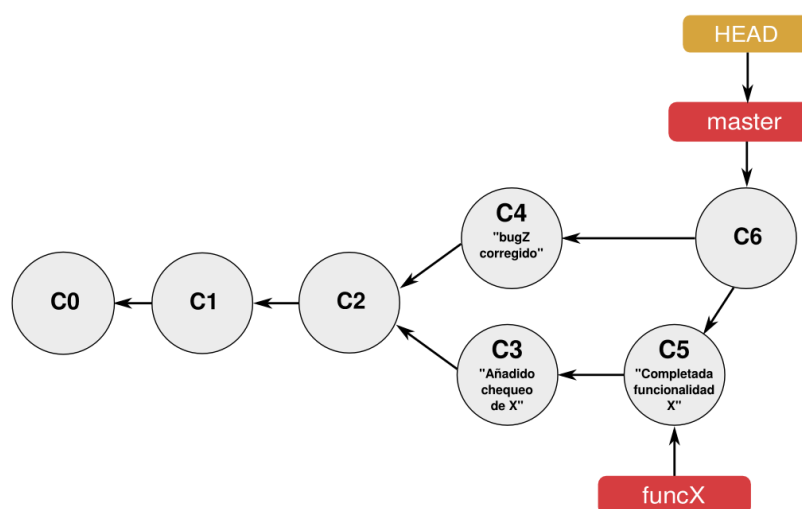 HEAD
master
C4
"bugZ
corregido"
C6
C0
C1
C2
C3
"Añadido
chequeo
de X"
C5
"Completada
funcionalidad
X"
funcX